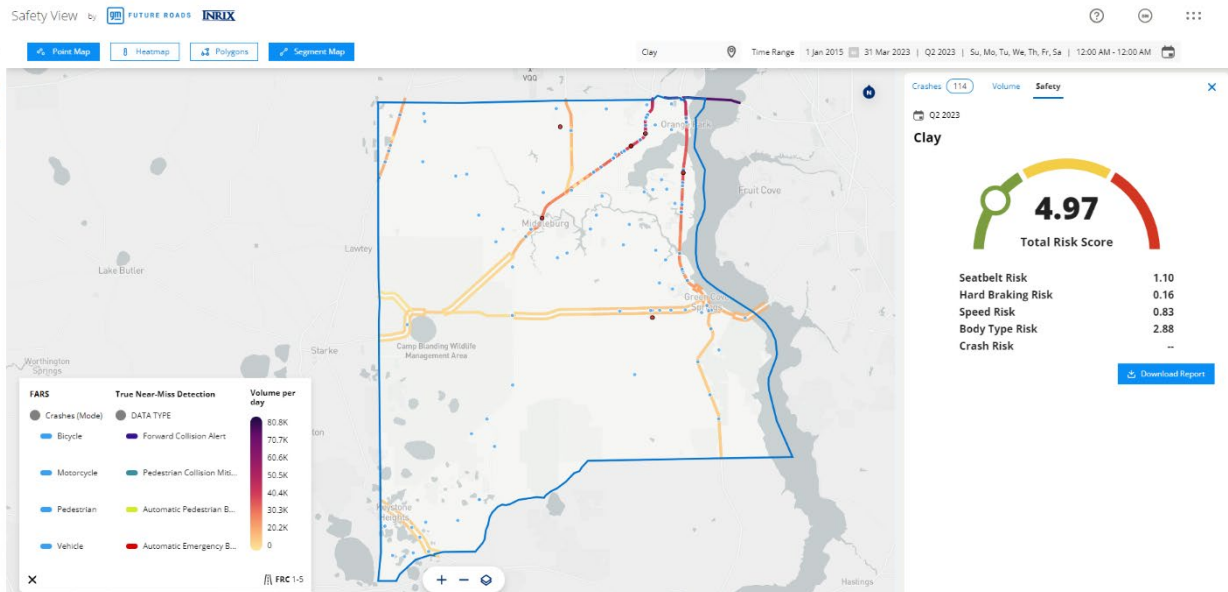 Safety View by gm FUTURE ROADS INRIX
Point Map Heatmap Polygons Segment Map
Clay Time Range 1 Jan 2015 31 Mar 2023 | Q2 2023 | Su, Mo, Tu, We, Th, Fr, Sa | 12:00 AM - 12:00 AM
Crashes 114 Volume Safety
Q2 2023
Clay
4.97
Total Risk Score
Seatbelt Risk 1.10
Hard Braking Risk 0.16
Speed Risk 0.83
Body Type Risk 2.88
Crash Risk --
Download Report
VQQ
N
Orange Park
Fruit Cove
Middleburg
Lawtey
Lake Butler
Green Cove
Springs
Starke
Camp Blanding Wildlife
Management Area
Worthington
Springs
Keystone
Heights
Hastings
FARS True Near-Miss Detection Volume per
day
Crashes (Mode) DATA TYPE
Bicycle Forward Collision Alert
Motorcycle Pedestrian Collision Miti...
Pedestrian Automatic Pedestrian B...
Vehicle Automatic Emergency B...
80.8K
70.7K
60.6K
50.5K
40.4K
30.3K
20.2K
0
FRC 1-5